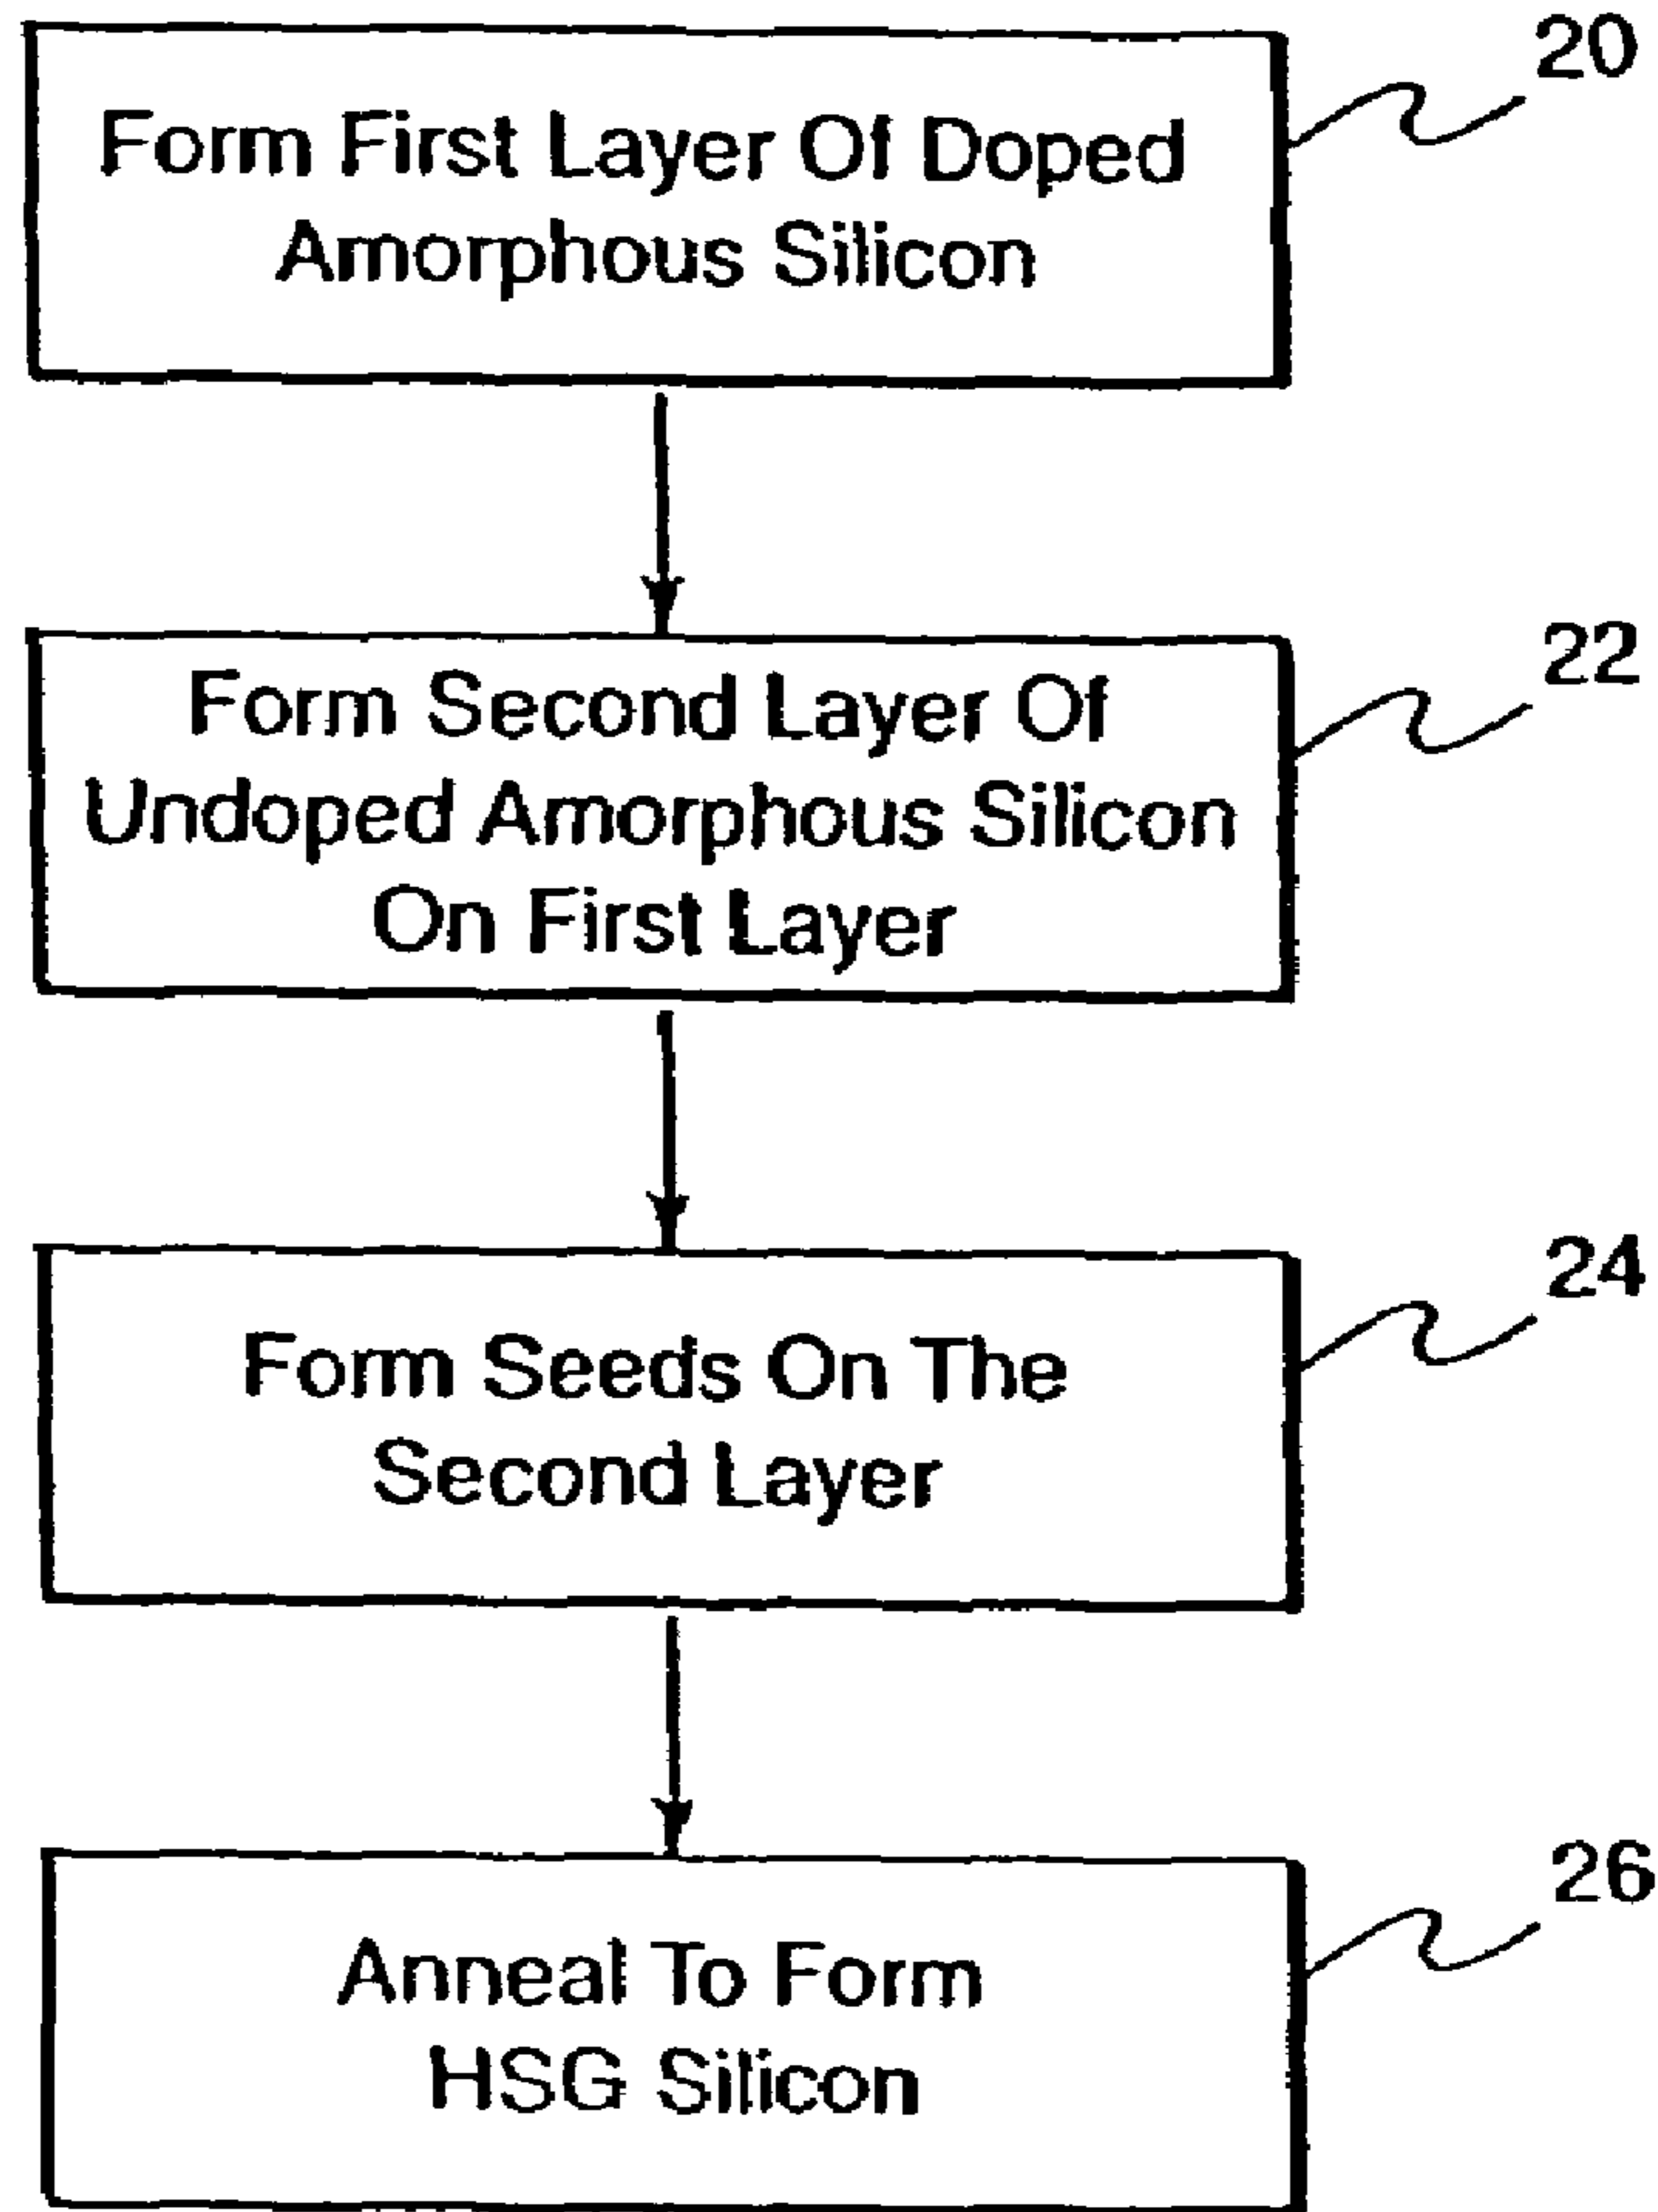 20
Form First Layer Of Doped
Amorphous Silicon
22
Form Second Layer Of
Undoped Amorphous Silicon
On First Layer
24
Form Seeds On The
Second Layer
26
Anneal To Form
HSG Silicon